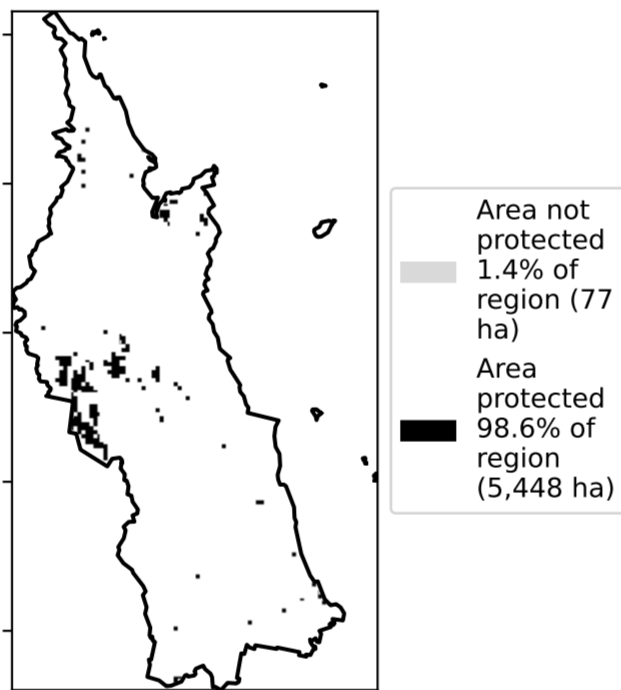 Area not
protected
1.4% of
region (77
ha)
Area
protected
98.6% of
region
(5,448 ha)